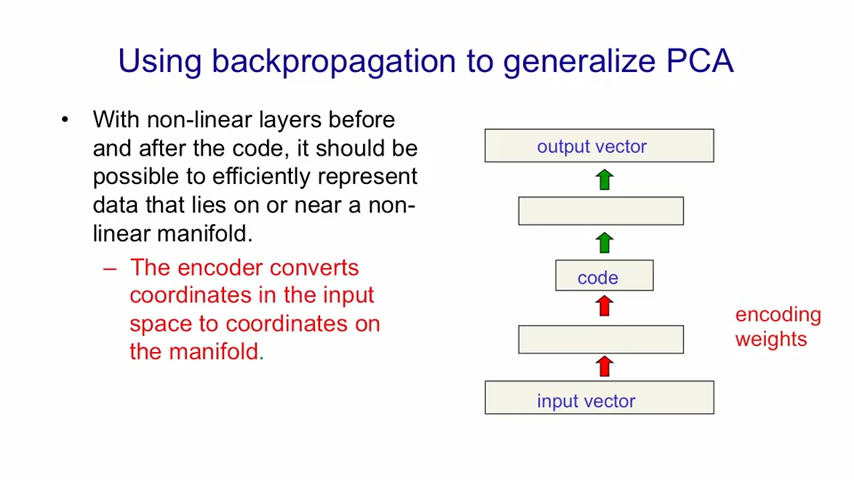 Using backpropagation to generalize PCA
• With non-linear layers before
and after the code, it should be
possible to efficiently represent
data that lies on or near a non-
linear manifold.
– The encoder converts
coordinates in the input
space to coordinates on
the manifold.
output vector
code
encoding
weights
input vector